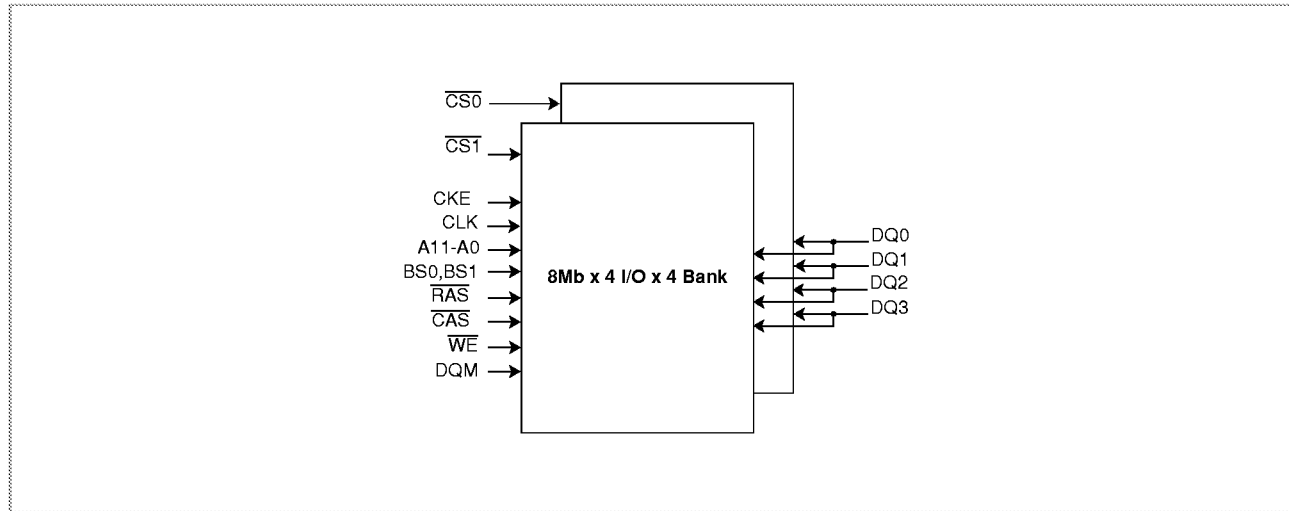 CS0
CS1
CKE
CLK
A11-A0
BS0,BS1
RAS
CAS
WE
DQM
8Mb x 4 I/O x 4 Bank
DQ0
DQ1
DQ2
DQ3